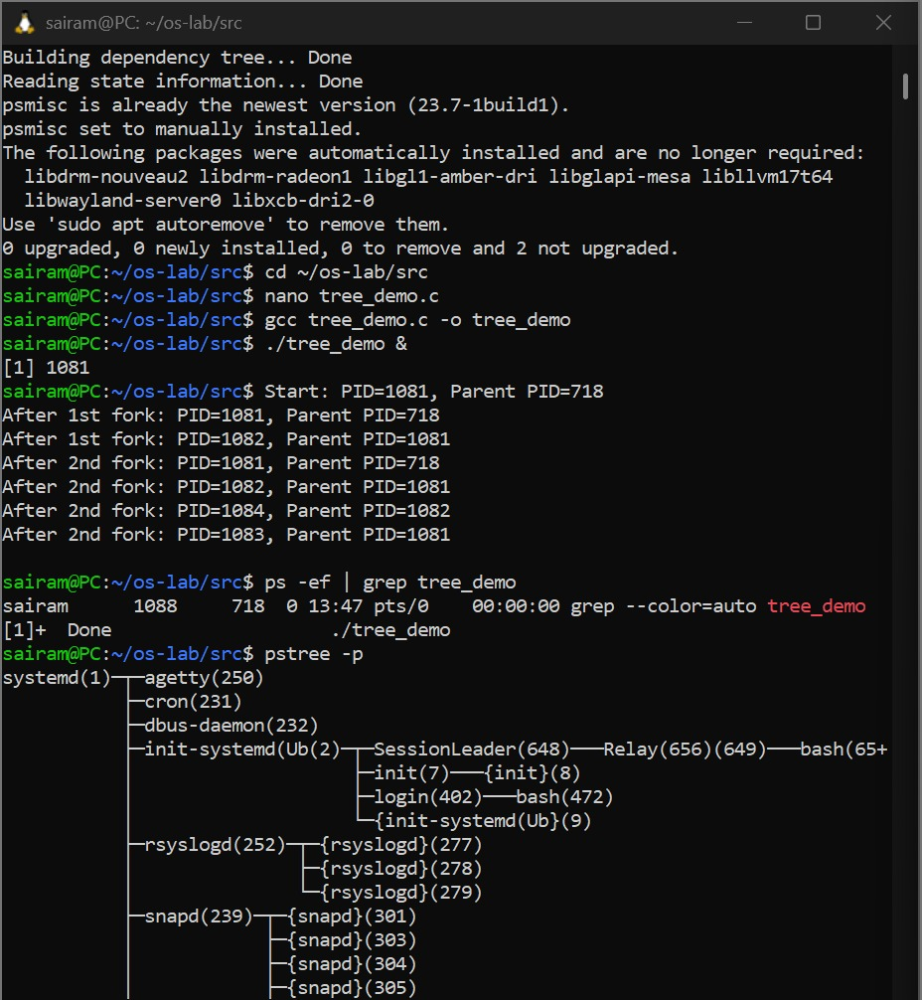 sairam@PC: ~/os-lab/src
Building dependency tree... Done
Reading state information... Done
psmisc is already the newest version (23.7-1build1).
psmisc set to manually installed.
The following packages were automatically installed and are no longer required:
  libdrm-nouveau2 libdrm-radeon1 libgl1-amber-dri libglapi-mesa libllvm17t64
  libwayland-server0 libxcb-dri2-0
Use 'sudo apt autoremove' to remove them.
0 upgraded, 0 newly installed, 0 to remove and 2 not upgraded.
sairam@PC:~/os-lab/src$ cd ~/os-lab/src
sairam@PC:~/os-lab/src$ nano tree_demo.c
sairam@PC:~/os-lab/src$ gcc tree_demo.c -o tree_demo
sairam@PC:~/os-lab/src$ ./tree_demo &
[1] 1081
sairam@PC:~/os-lab/src$ Start: PID=1081, Parent PID=718
After 1st fork: PID=1081, Parent PID=718
After 1st fork: PID=1082, Parent PID=1081
After 2nd fork: PID=1081, Parent PID=718
After 2nd fork: PID=1082, Parent PID=1081
After 2nd fork: PID=1084, Parent PID=1082
After 2nd fork: PID=1083, Parent PID=1081

sairam@PC:~/os-lab/src$ ps -ef | grep tree_demo
sairam      1088     718  0 13:47 pts/0    00:00:00 grep --color=auto tree_demo
[1]+  Done                    ./tree_demo
sairam@PC:~/os-lab/src$ pstree -p
systemd(1)─┬─agetty(250)
           ├─cron(231)
           ├─dbus-daemon(232)
           ├─init-systemd(Ub(2)─┬─SessionLeader(648)───Relay(656)(649)───bash(65+
           │                    ├─init(7)───{init}(8)
           │                    ├─login(402)───bash(472)
           │                    └─{init-systemd(Ub}(9)
           ├─rsyslogd(252)─┬─{rsyslogd}(277)
           │               ├─{rsyslogd}(278)
           │               └─{rsyslogd}(279)
           ├─snapd(239)─┬─{snapd}(301)
           │            ├─{snapd}(303)
           │            ├─{snapd}(304)
           │            ├─{snapd}(305)